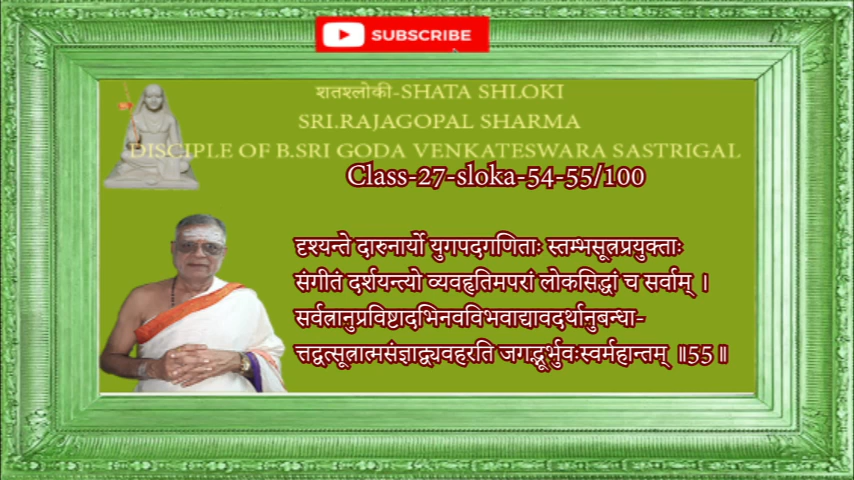 SUBSCRIBE
शतश्लोकी-SHATA SHLOKI
SRI.RAJAGOPAL SHARMA
DISCIPLE OF B.SRI GODA VENKATESWARA SASTRIGAL
Class-27-sloka-54-55/100
दृश्यन्ते दारुनार्यो युगपदगणिताः स्तम्भसूत्रप्रयुक्ताः
संगीतं दर्शयन्त्यो व्यवहृतिमपरां लोकसिद्धां च सर्वाम् ।
सर्वत्रानुप्रविष्टादभिनवविभवाद्यावदर्थानुबन्धा-
त्तद्वत्सूत्रात्मसंज्ञाद्व्यवहरति जगद्भूर्भुवःस्वर्महान्तम् ॥55॥